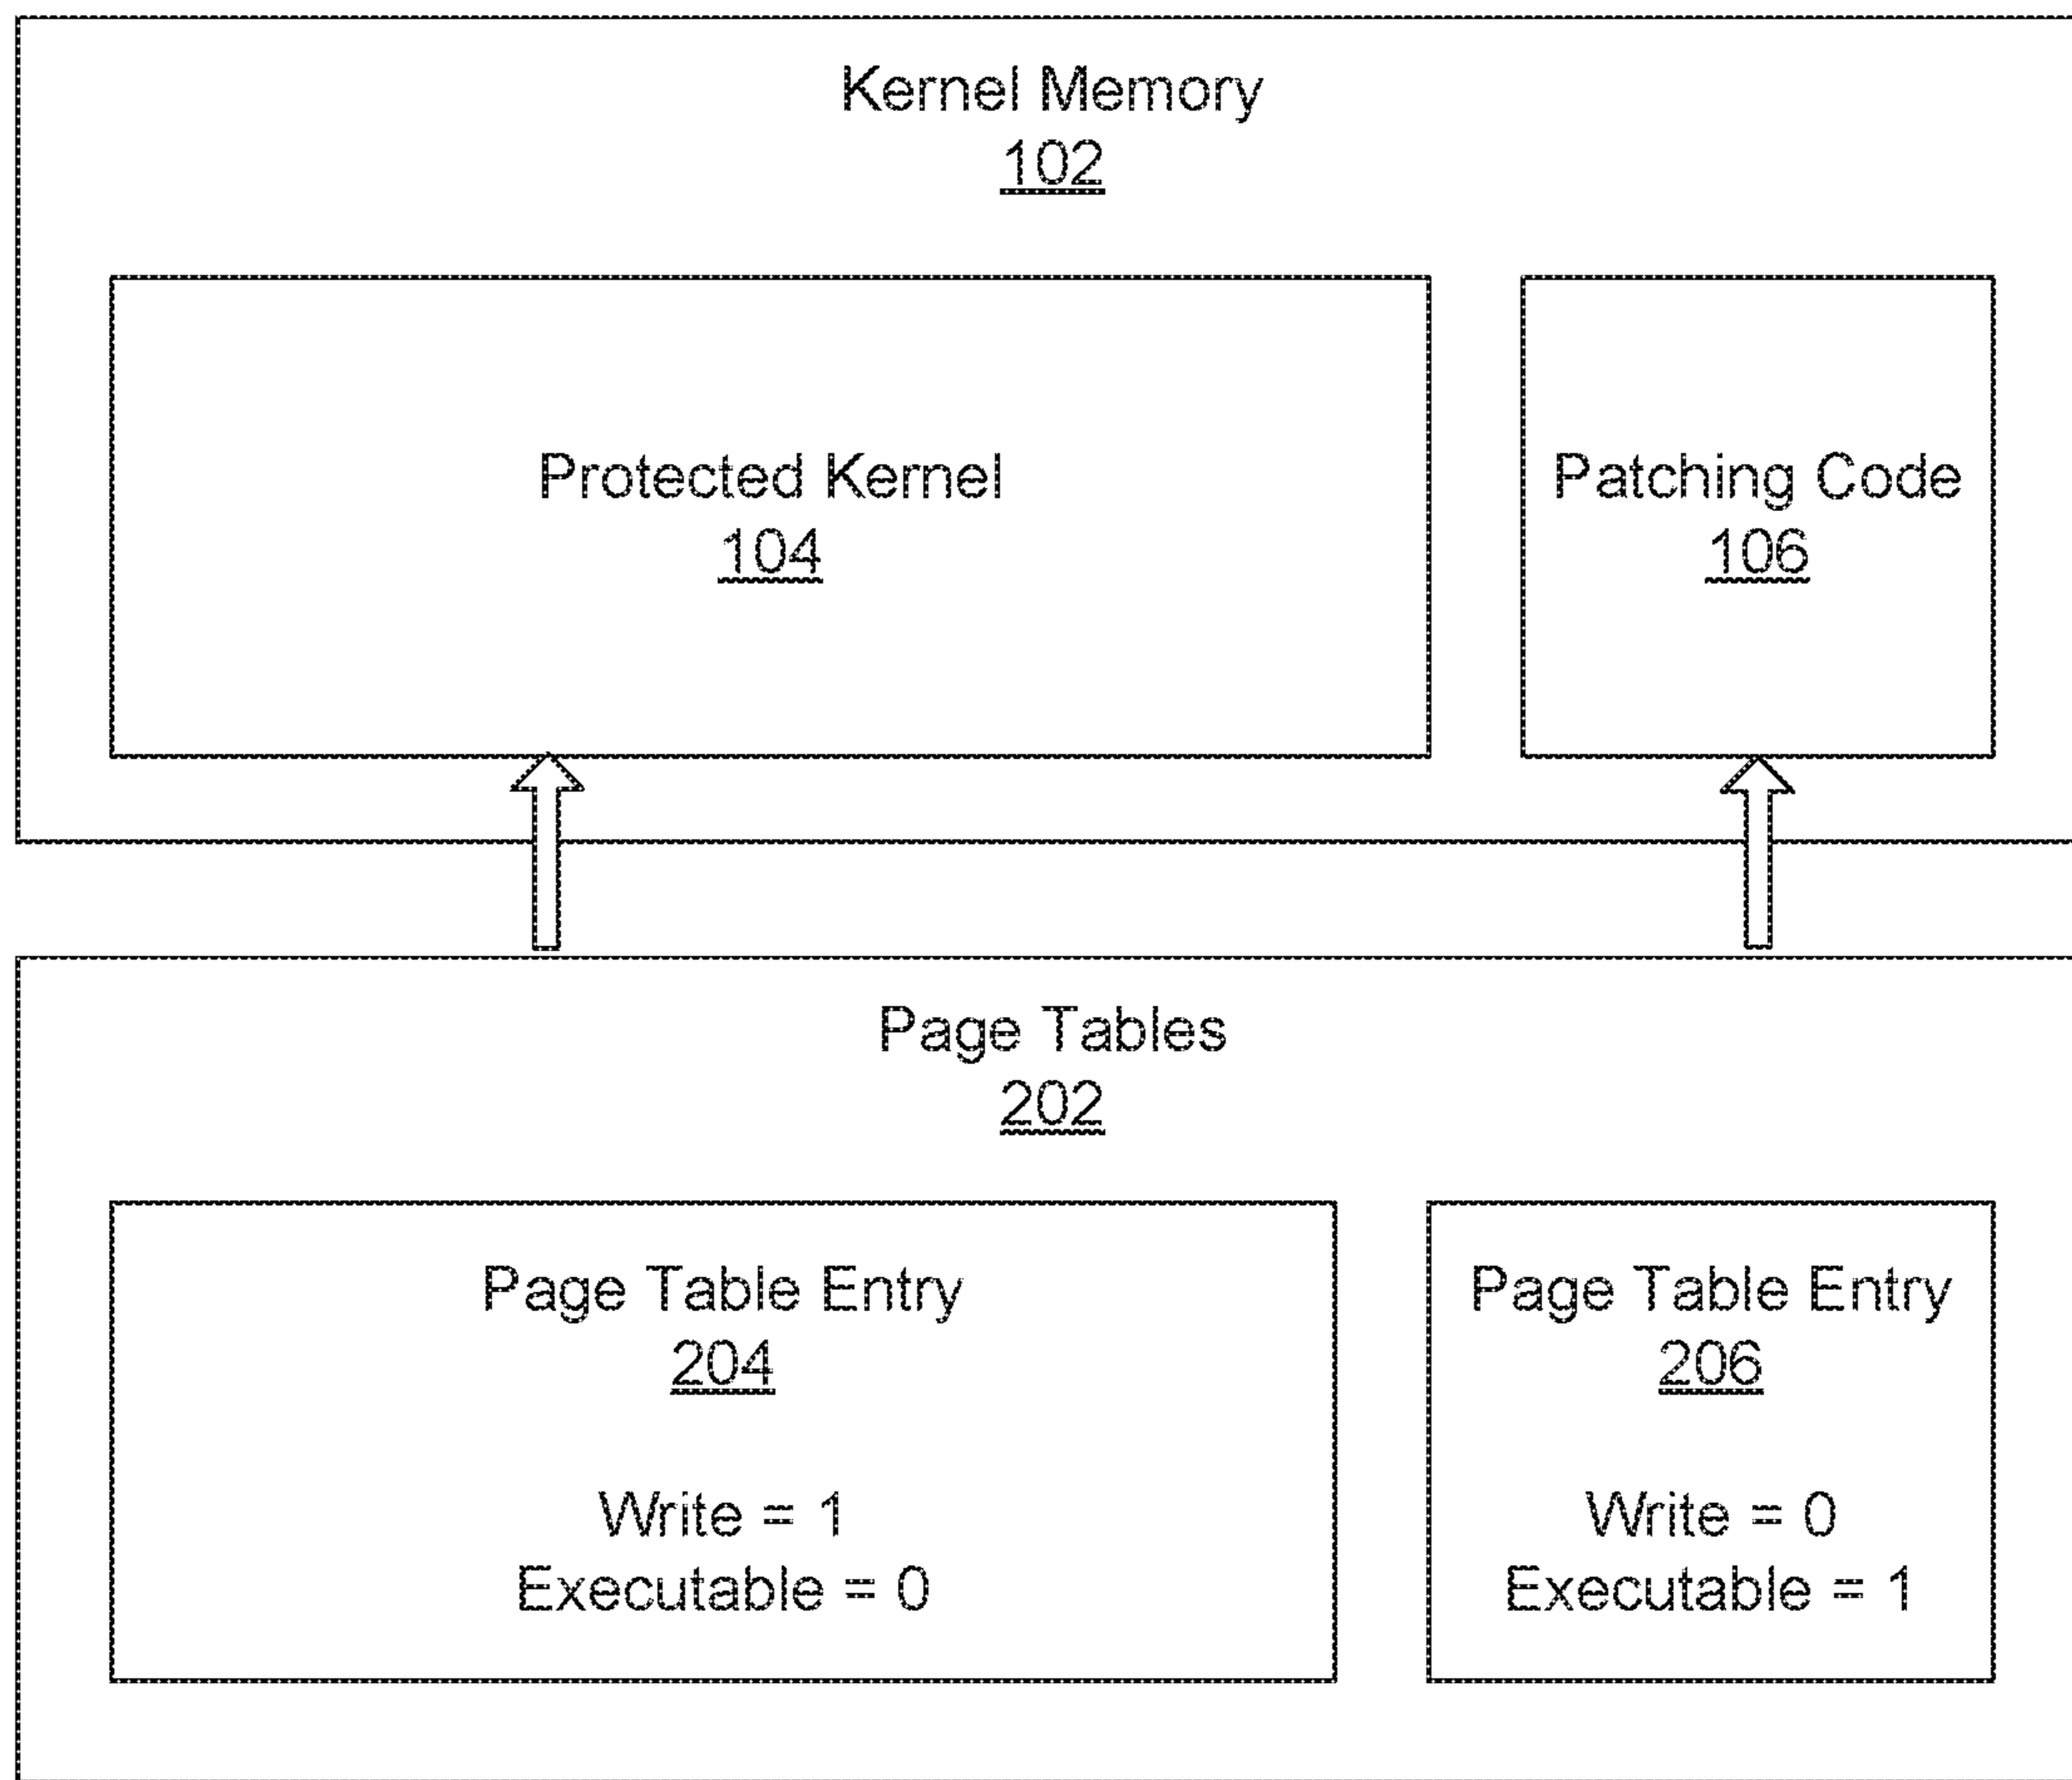 Kernel Memory
102
Protected Kernel
104
Patching Code
106
Page Tables
202
Page Table Entry
204
Write = 1
Executable = 0
Page Table Entry
206
Write = 0
Executable = 1